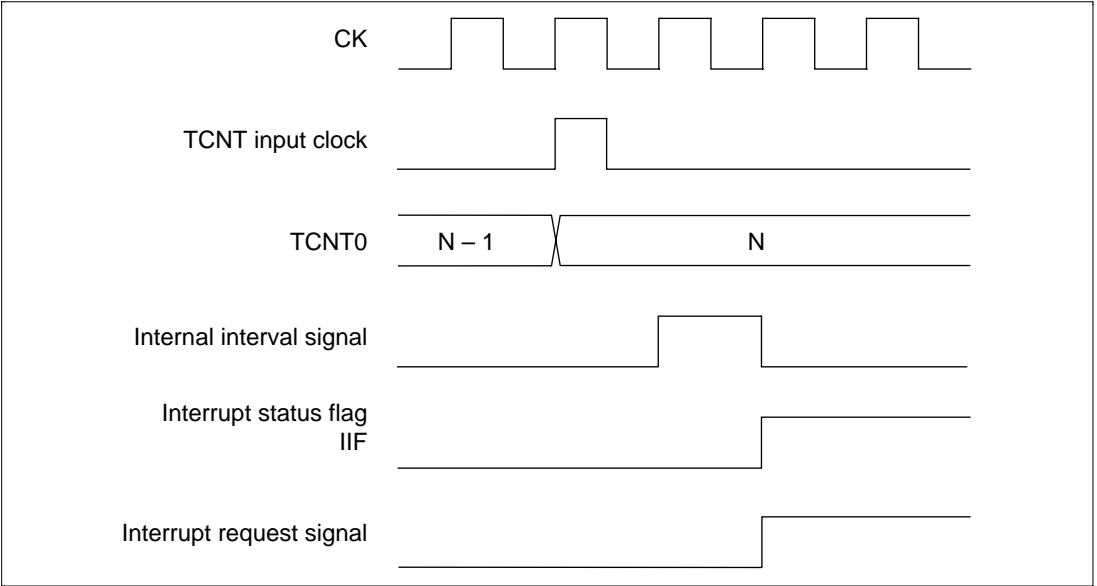 CK
TCNT input clock
TCNT0
N – 1
N
Internal interval signal
Interrupt status flag
IIF
Interrupt request signal